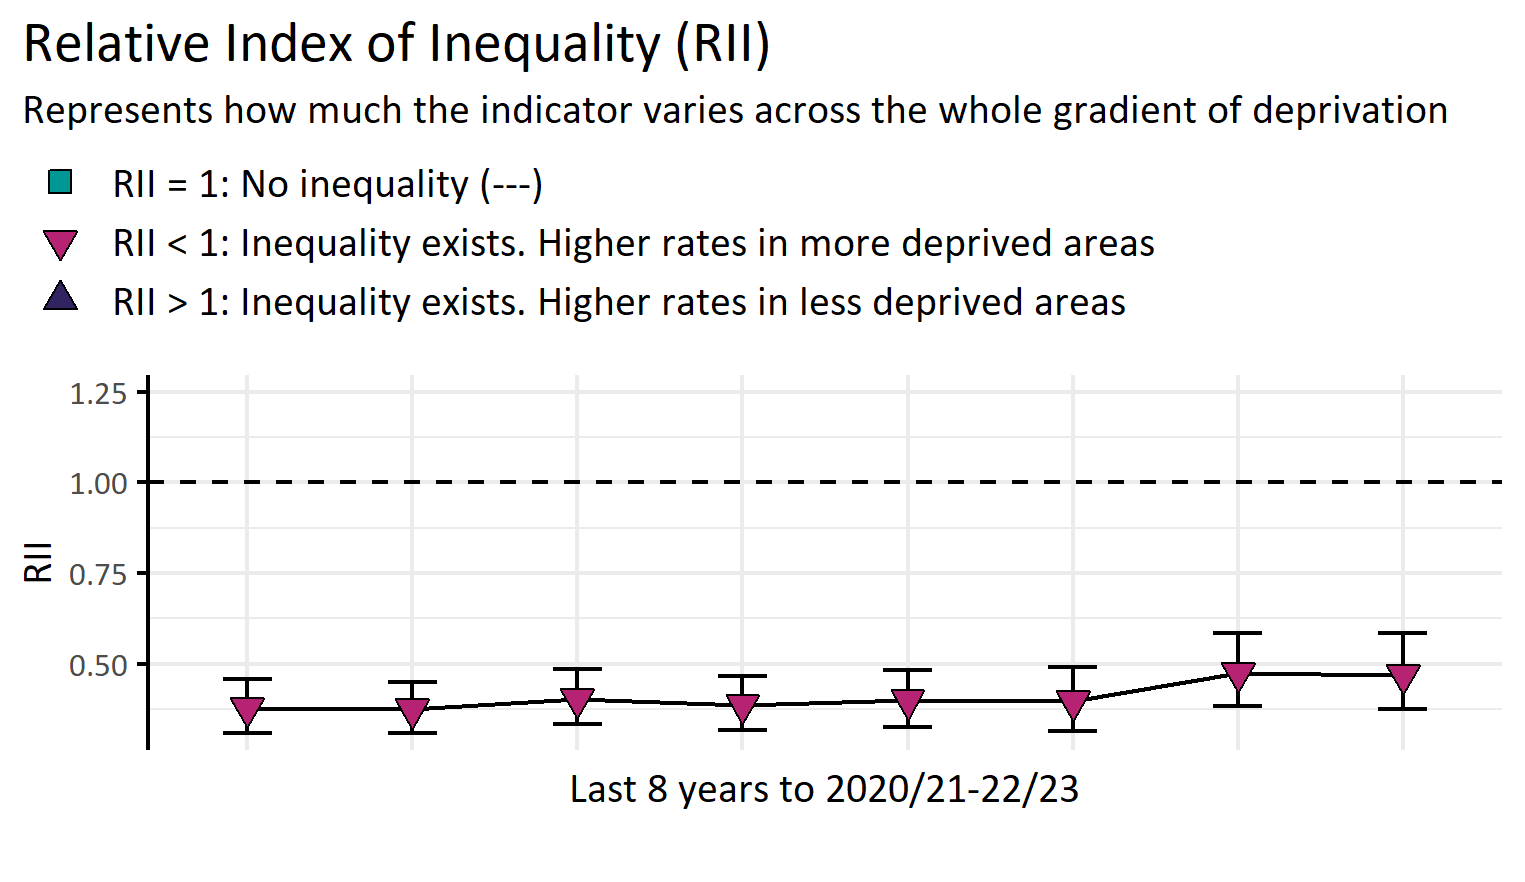 Relative Index of Inequality (RII)
Represents how much the indicator varies across the whole gradient of deprivation
RII = 1: No inequality (---)
RII < 1: Inequality exists. Higher rates in more deprived areas
RII > 1: Inequality exists. Higher rates in less deprived areas
1.25
1.00
0.75
0.50
RII
Last 8 years to 2020/21-22/23